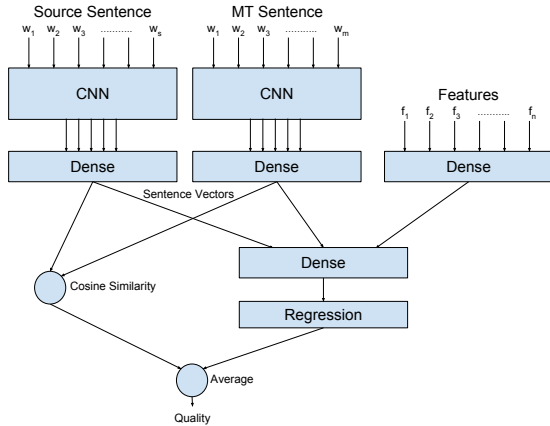 Source Sentence
MT Sentence
w1 w2 w3 ........... ws
w1 w2 w3 ........... wm
CNN
CNN
Features
f1 f2 f3 ........... fn
Dense
Dense
Dense
Sentence Vectors
Dense
Cosine Similarity
Regression
Average
Quality